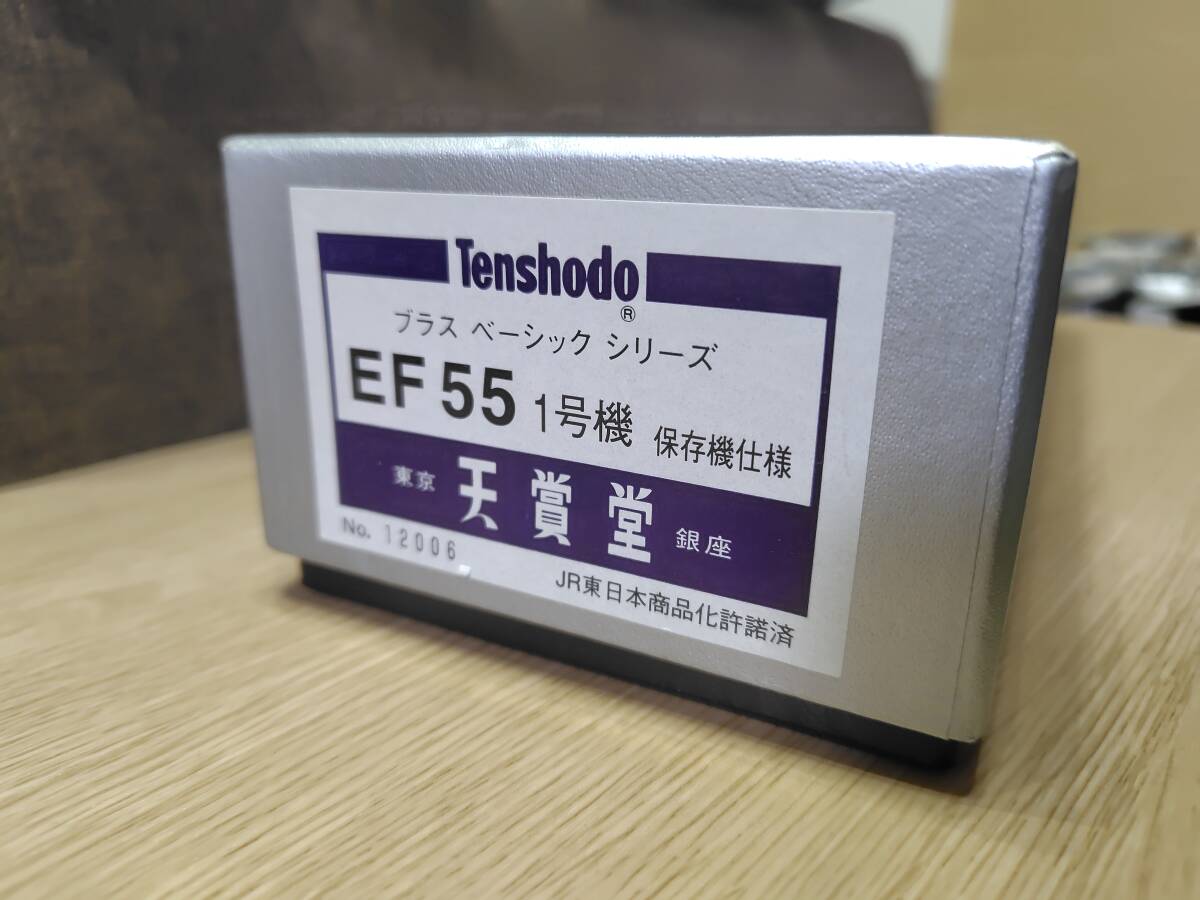 Tenshodo
®
ブラス ベーシック シリーズ
EF55 1号機 保存機仕様
東京 天賞堂 銀座
No. 12006
JR東日本商品化許諾済